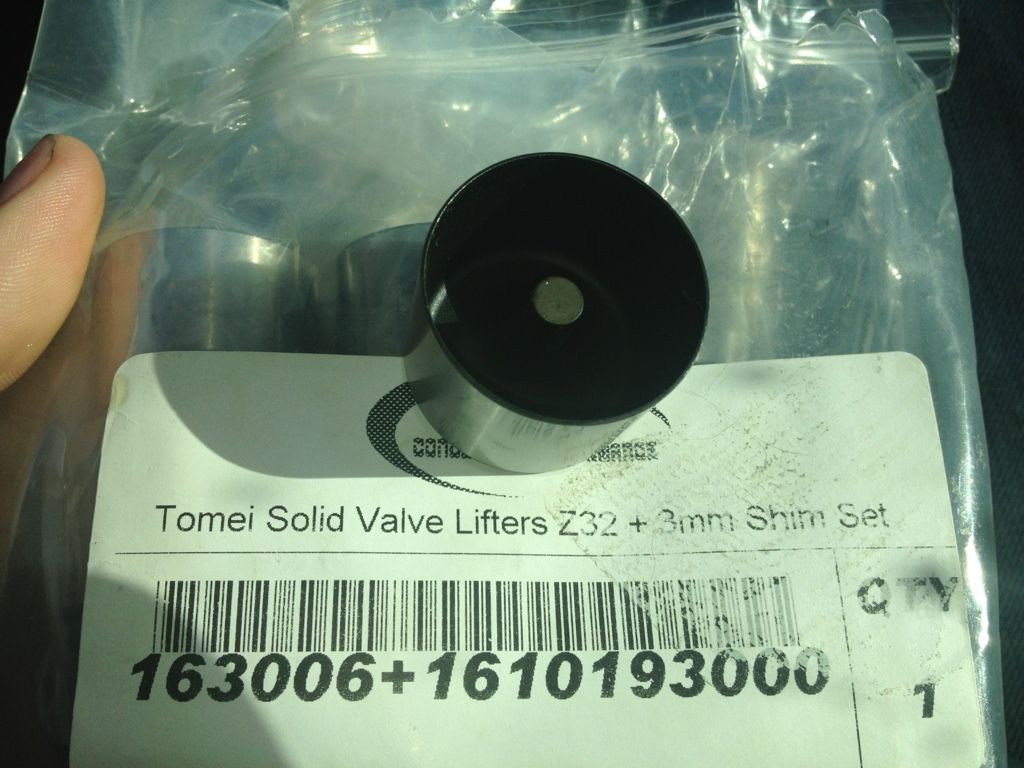 Tomei Solid Valve Lifters Z32 + 3mm Shim Set
QTY
163006+1610193000
1